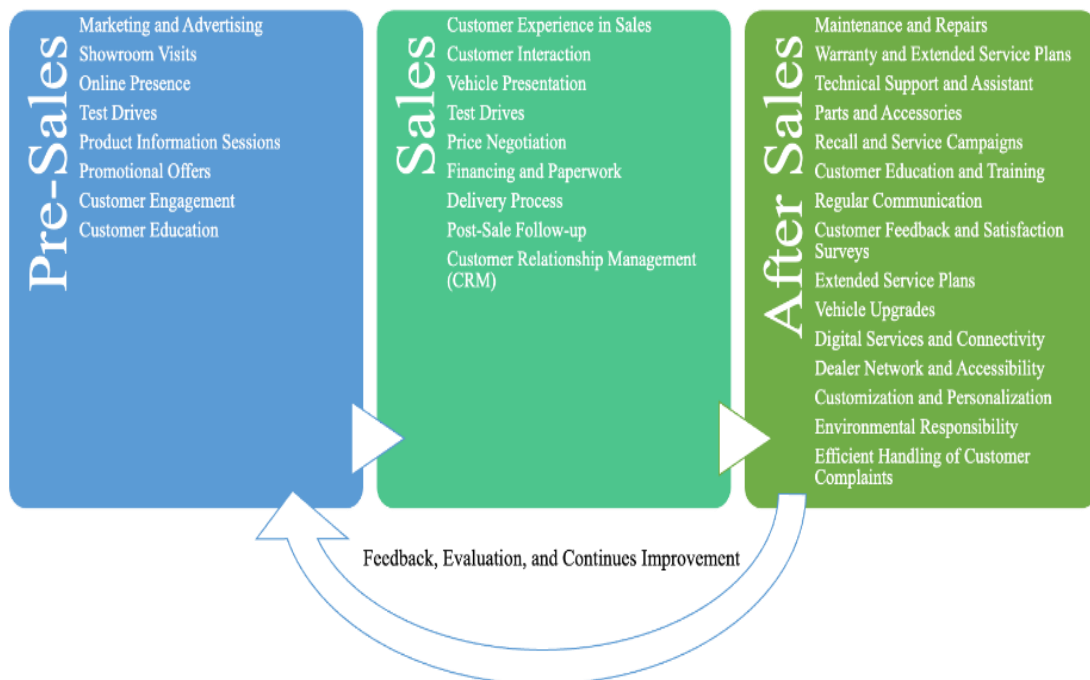 Pre-Sales
Marketing and Advertising
Showroom Visits
Online Presence
Test Drives
Product Information Sessions
Promotional Offers
Customer Engagement
Customer Education
Sales
Customer Experience in Sales
Customer Interaction
Vehicle Presentation
Test Drives
Price Negotiation
Financing and Paperwork
Delivery Process
Post-Sale Follow-up
Customer Relationship Management
(CRM)
After Sales
Maintenance and Repairs
Warranty and Extended Service Plans
Technical Support and Assistant
Parts and Accessories
Recall and Service Campaigns
Customer Education and Training
Regular Communication
Customer Feedback and Satisfaction
Surveys
Extended Service Plans
Vehicle Upgrades
Digital Services and Connectivity
Dealer Network and Accessibility
Customization and Personalization
Environmental Responsibility
Efficient Handling of Customer
Complaints
Feedback, Evaluation, and Continues Improvement